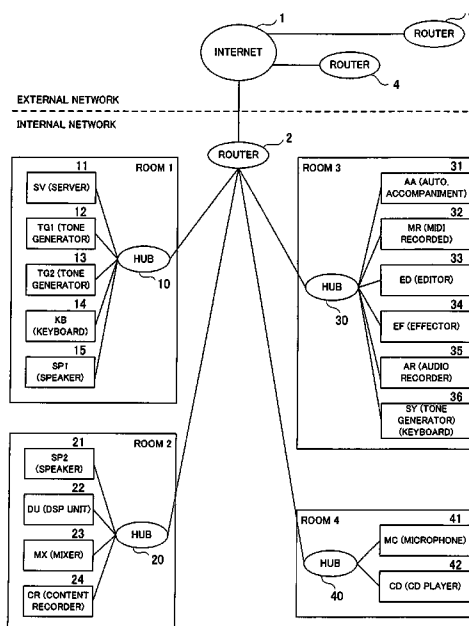 1
INTERNET
ROUTER
ROUTER
4
EXTERNAL NETWORK
INTERNAL NETWORK
2
ROUTER
ROOM 1
11
SV (SERVER)
12
TG1 (TONE
GENERATOR)
13
TG2 (TONE
GENERATOR)
14
KB
(KEYBOARD)
15
SP1
(SPEAKER)
HUB
10
ROOM 3
31
AA (AUTO.
ACCOMPANIMENT)
32
MR (MIDI
RECORDED)
33
ED (EDITOR)
34
EF
(EFFECTOR)
35
AR (AUDIO
RECORDER)
36
SY (TONE
GENERATOR)
(KEYBOARD)
HUB
30
ROOM 2
21
SP2
(SPEAKER)
22
DU (DSP UNIT)
23
MX (MIXER)
24
CR (CONTENT
RECORDER)
HUB
20
ROOM 4
41
MC (MICROPHONE)
42
CD (CD PLAYER)
HUB
40